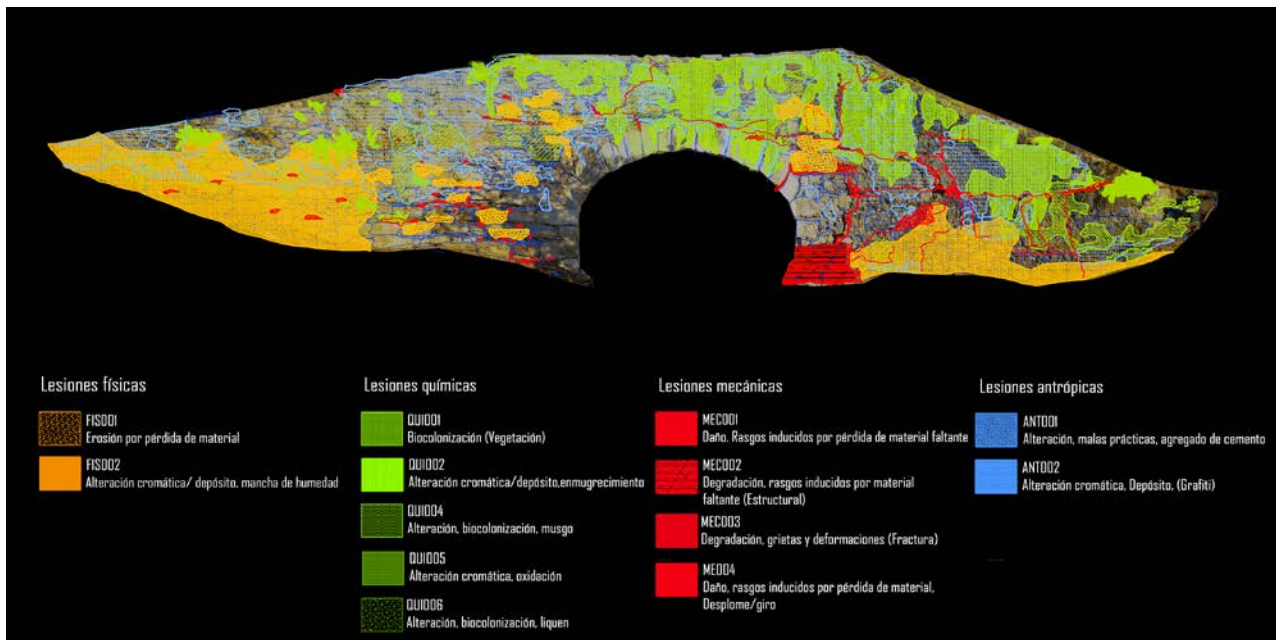 Lesiones físicas
FIS001
Erosión por pérdida de material
FIS002
Alteración cromática/ depósito, mancha de humedad
Lesiones químicas
QUI001
Biocolonización (Vegetación)
QUI002
Alteración cromática/depósito,enmugrecimiento
QUI004
Alteración, biocolonización, musgo
QUI005
Alteración cromática, oxidación
QUI006
Alteración, biocolonización, liquen
Lesiones mecánicas
MEC001
Daño, Rasgos inducidos por pérdida de material faltante
MEC002
Degradación, rasgos inducidos por material
faltante (Estructural)
MEC003
Degradación, grietas y deformaciones (Fractura)
ME004
Daño, rasgos inducidos por pérdida de material,
Desplome/giro
Lesiones antrópicas
ANT001
Alteración, malas prácticas, agregado de cemento
ANT002
Alteración cromática, Depósito, (Grafiti)